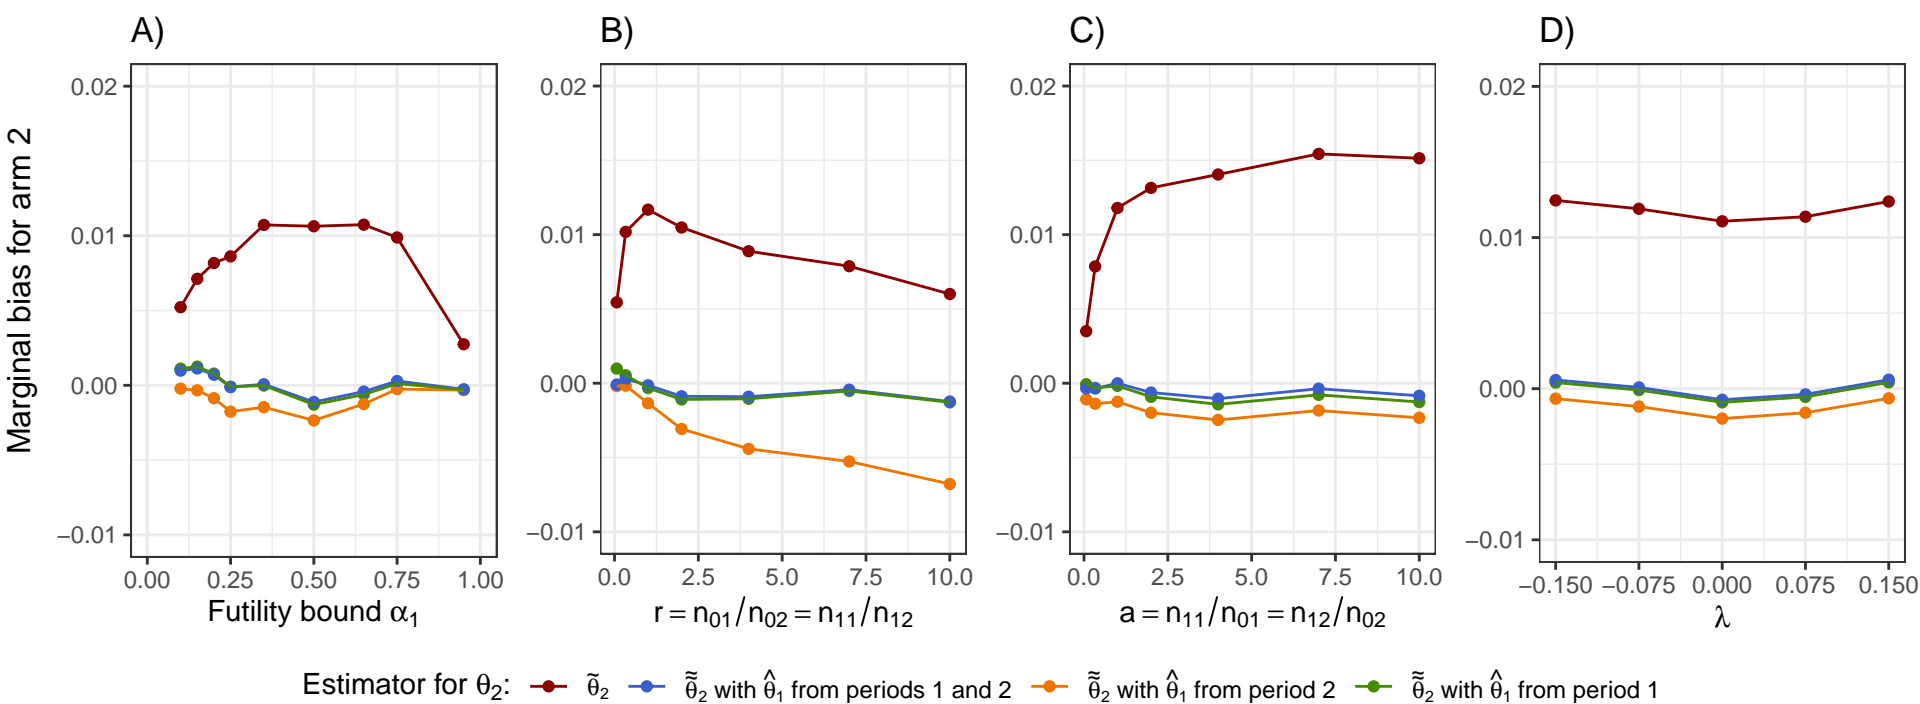 A)
B)
C)
D)
Marginal bias for arm 2
0.02
0.01
0.00
−0.01
0.00 0.25 0.50 0.75 1.00
Futility bound α₁
0.02
0.01
0.00
−0.01
0.0 2.5 5.0 7.5 10.0
r = n₀₁/n₀₂ = n₁₁/n₁₂
0.02
0.01
0.00
−0.01
0.0 2.5 5.0 7.5 10.0
a = n₁₁/n₀₁ = n₁₂/n₀₂
0.02
0.01
0.00
−0.01
−0.150 −0.075 0.000 0.075 0.150
λ
Estimator for θ₂: θ̃₂ θ̃̃₂ with θ̂₁ from periods 1 and 2 θ̃̃₂ with θ̂₁ from period 2 θ̃̃₂ with θ̂₁ from period 1